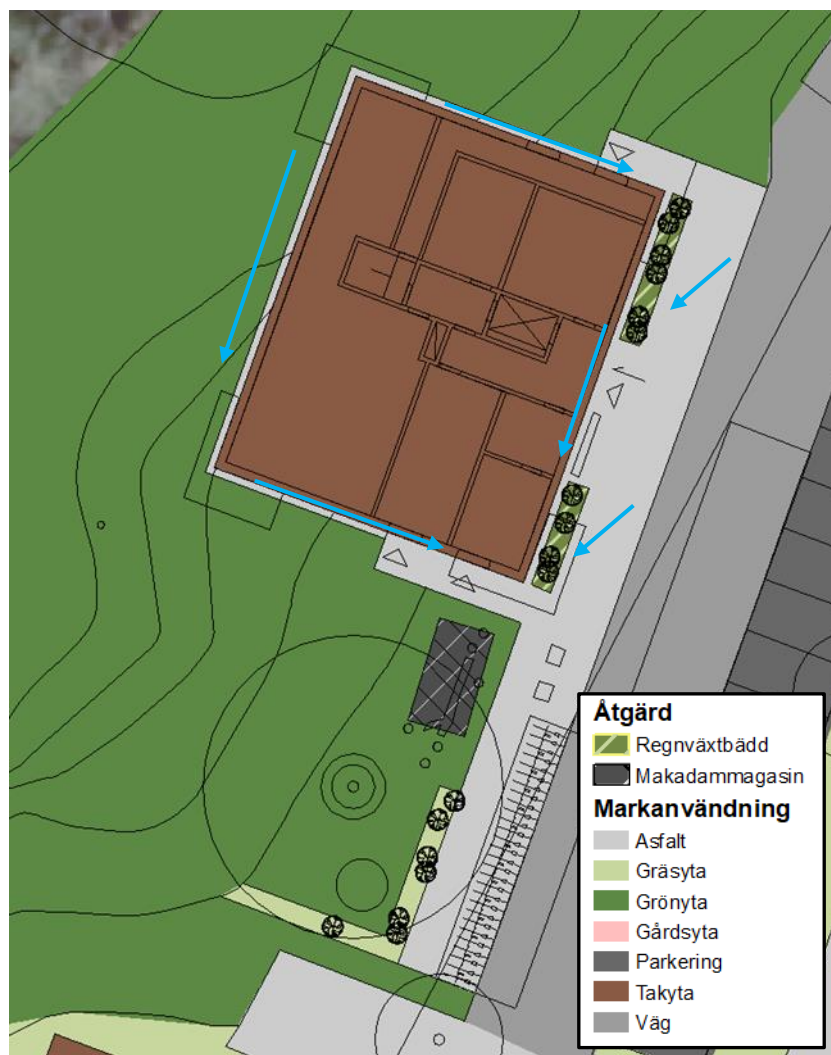 Åtgärd
Regnväxtbädd
Makadammagasin
Markanvändning
Asfalt
Gräsyta
Grönyta
Gårdsyta
Parkering
Takyta
Väg